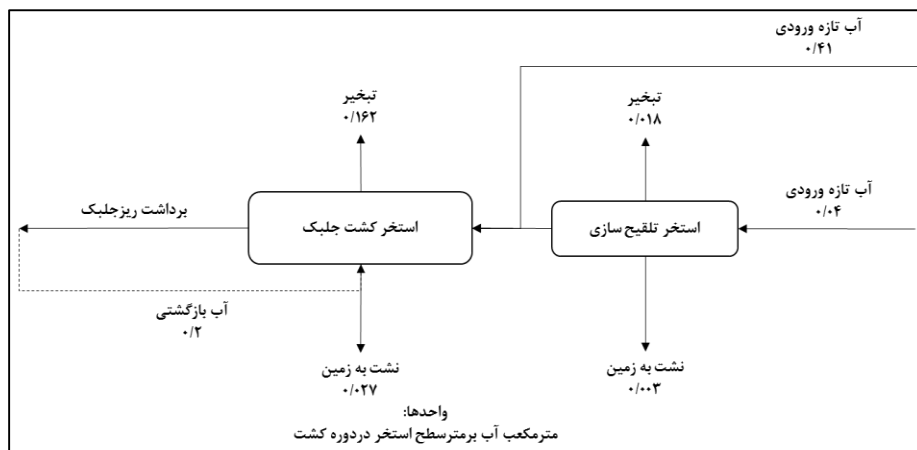 آب تازه ورودی
۰/۴۱
تبخیر
۰/۰۱۸
تبخیر
۰/۱۶۲
آب تازه ورودی
۰/۰۴
استخر تلقیح سازی
استخر کشت جلبک
برداشت ریزجلبک
آب بازگشتی
۰/۲
نشت به زمین
۰/۰۰۳
نشت به زمین
۰/۰۲۷
واحدها:
مترمکعب آب برمترسطح استخر دردوره کشت